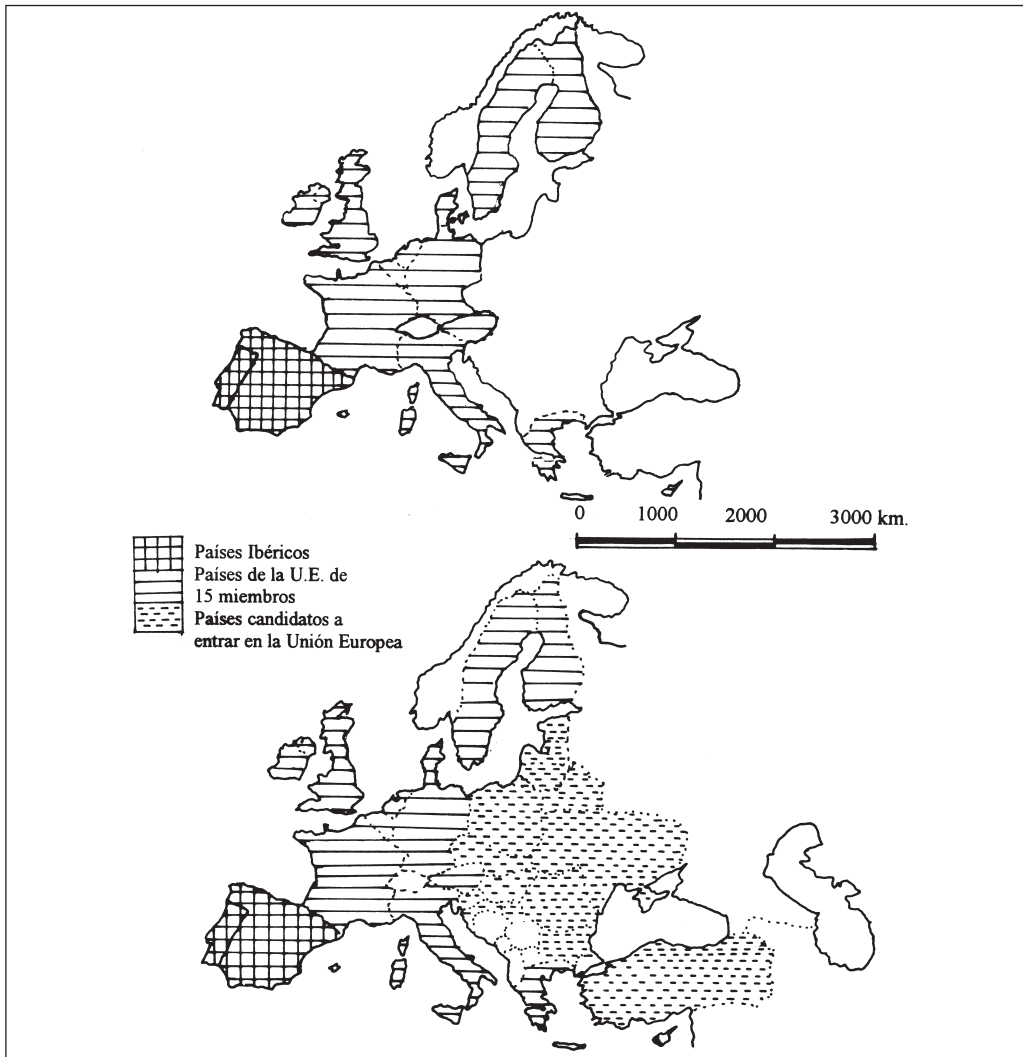 0 1000 2000 3000 km.
Países Ibéricos
Países de la U.E. de
15 miembros
Países candidatos a
entrar en la Unión Europea